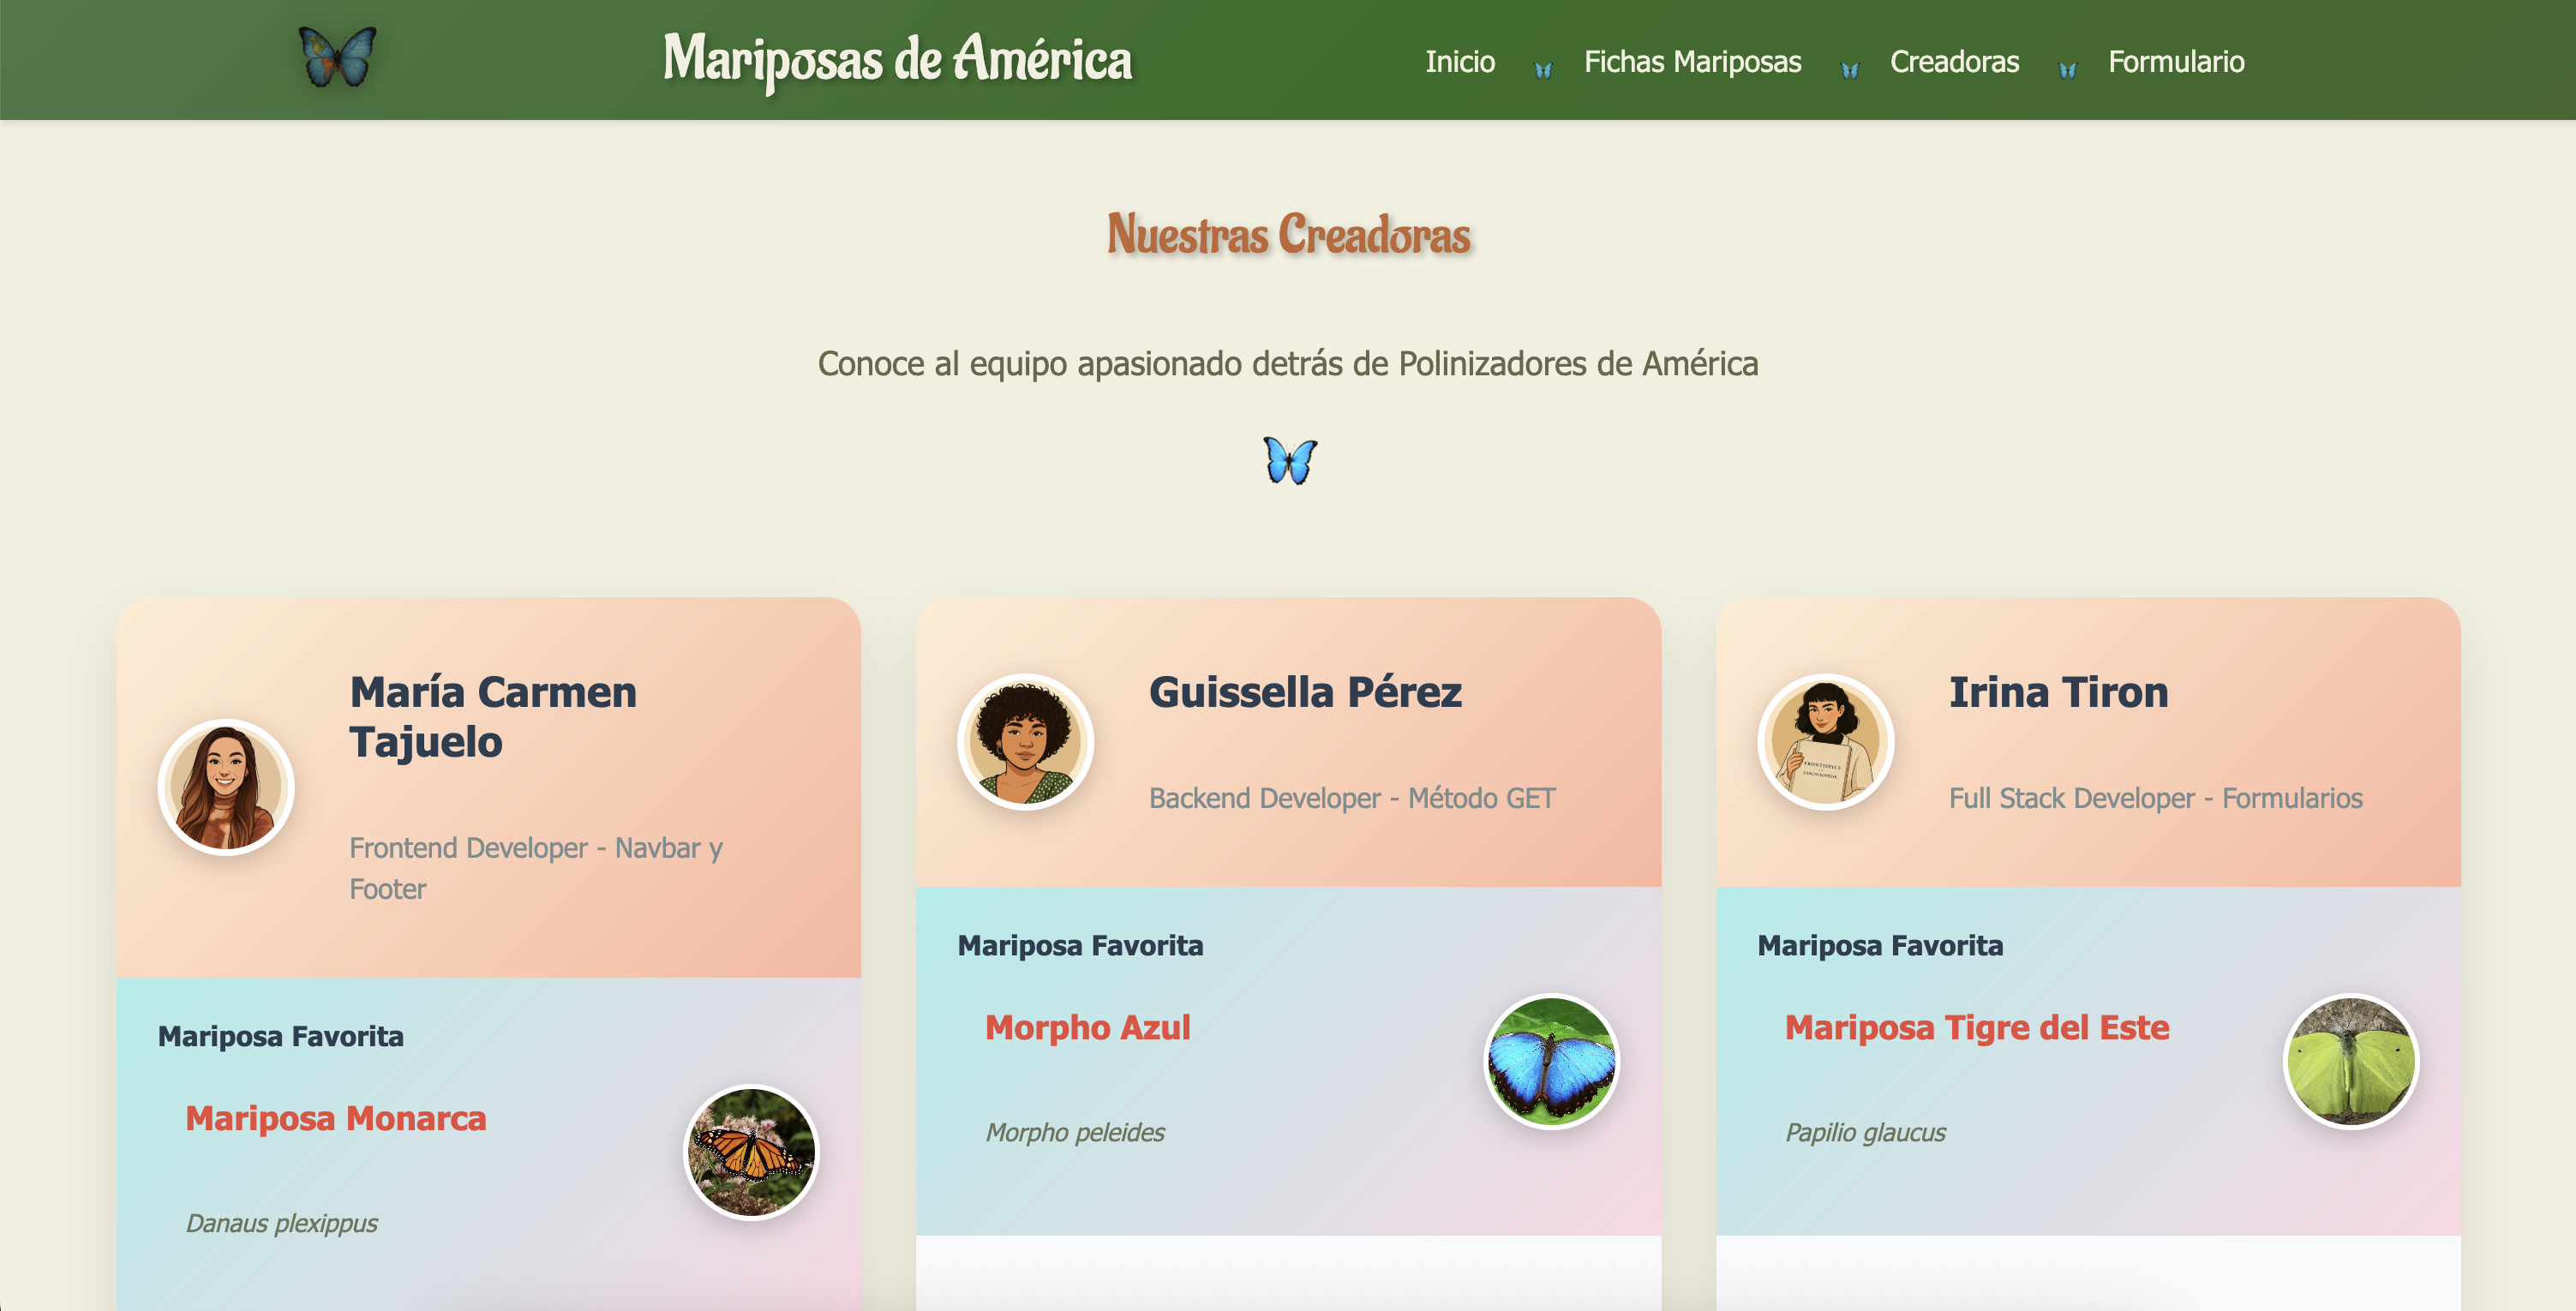 Mariposas de América
Inicio
Fichas Mariposas
Creadoras
Formulario
Nuestras Creadoras
Conoce al equipo apasionado detrás de Polinizadores de América
María Carmen
Tajuelo
Frontend Developer - Navbar y
Footer
Mariposa Favorita
Mariposa Monarca
Danaus plexippus
Guissella Pérez
Backend Developer - Método GET
Mariposa Favorita
Morpho Azul
Morpho peleides
Irina Tiron
Full Stack Developer - Formularios
Mariposa Favorita
Mariposa Tigre del Este
Papilio glaucus